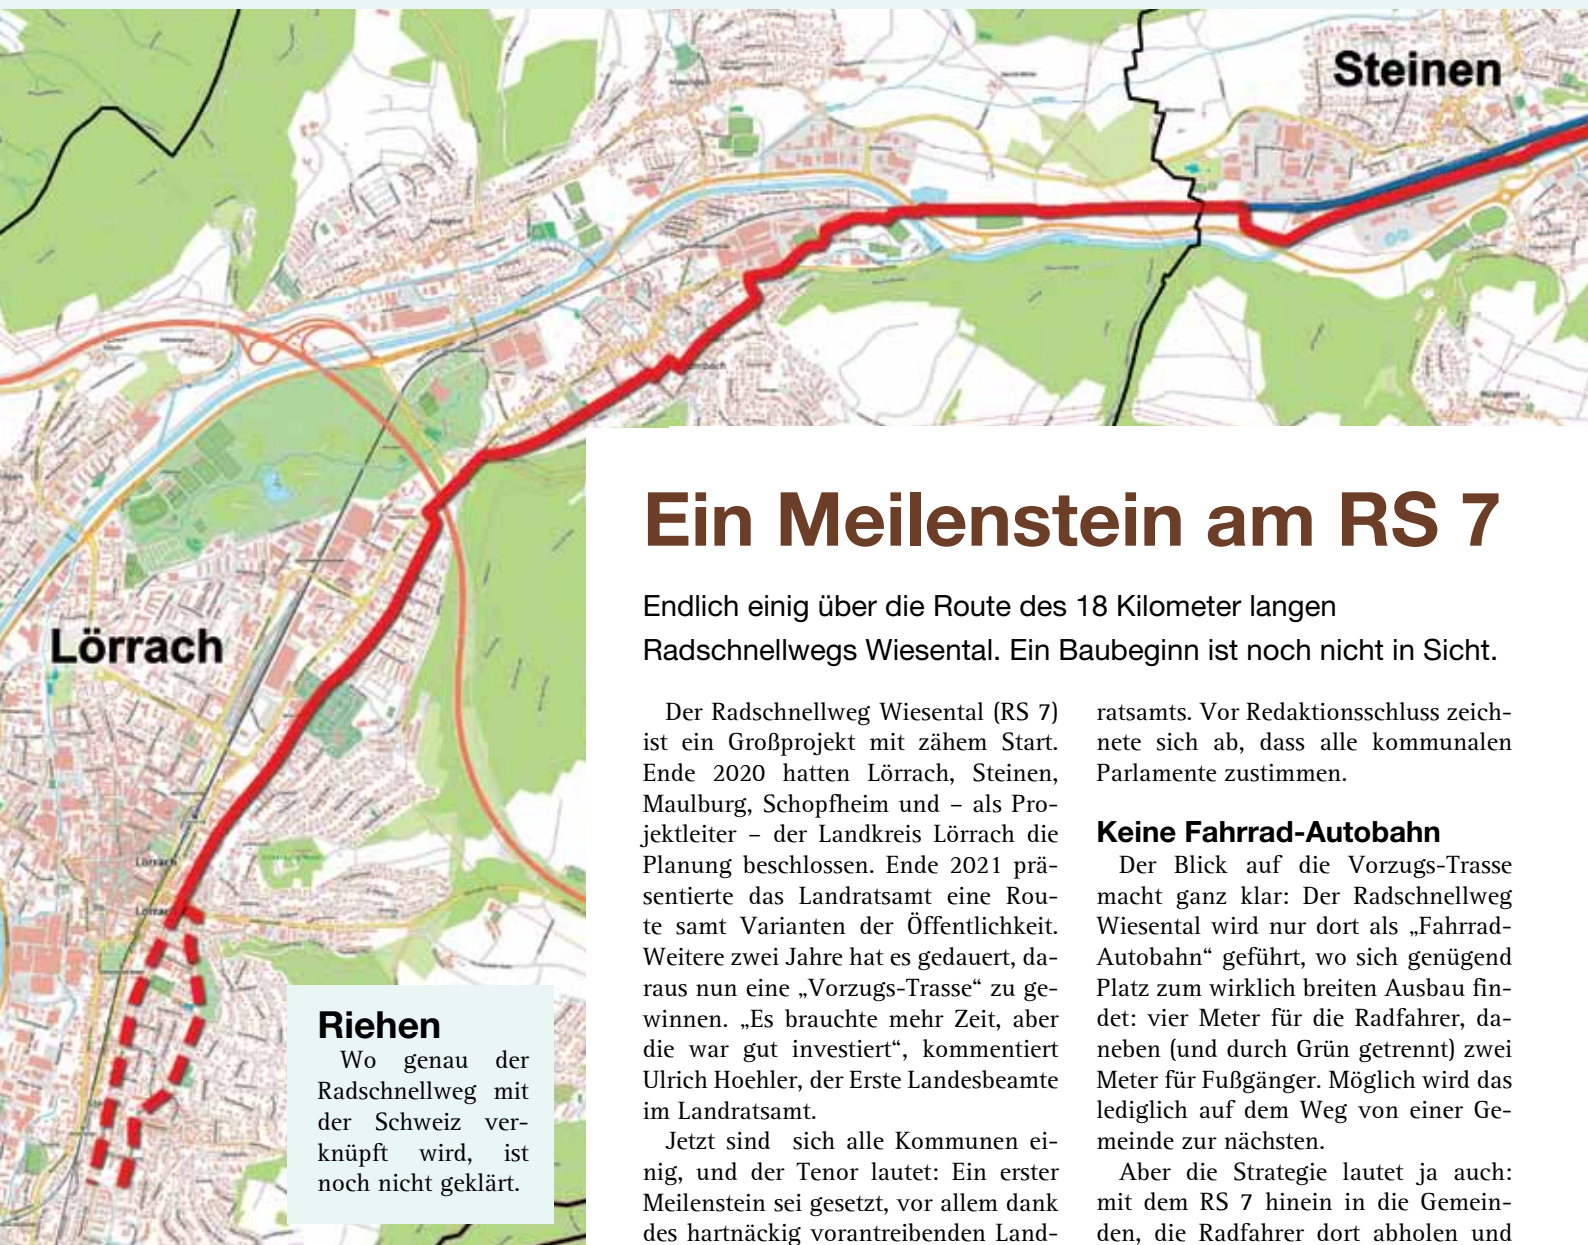 Steinen
Lörrach
Lörrach
Riehen
Wo genau der
Radschnellweg mit
der Schweiz ver-
knüpft wird, ist
noch nicht geklärt.
Ein Meilenstein am RS 7
Endlich einig über die Route des 18 Kilometer langen
Radschnellwegs Wiesental. Ein Baubeginn ist noch nicht in Sicht.
Der Radschnellweg Wiesental (RS 7)
ist ein Großprojekt mit zähem Start.
Ende 2020 hatten Lörrach, Steinen,
Maulburg, Schopfheim und – als Pro-
jektleiter – der Landkreis Lörrach die
Planung beschlossen. Ende 2021 prä-
sentierte das Landratsamt eine Rou-
te samt Varianten der Öffentlichkeit.
Weitere zwei Jahre hat es gedauert, da-
raus nun eine „Vorzugs-Trasse“ zu ge-
winnen. „Es brauchte mehr Zeit, aber
die war gut investiert“, kommentiert
Ulrich Hoehler, der Erste Landesbeamte
im Landratsamt.
Jetzt sind sich alle Kommunen ei-
nig, und der Tenor lautet: Ein erster
Meilenstein sei gesetzt, vor allem dank
des hartnäckig vorantreibenden Land-
ratsamts. Vor Redaktionsschluss zeich-
nete sich ab, dass alle kommunalen
Parlamente zustimmen.
Keine Fahrrad-Autobahn
Der Blick auf die Vorzugs-Trasse
macht ganz klar: Der Radschnellweg
Wiesental wird nur dort als „Fahrrad-
Autobahn“ geführt, wo sich genügend
Platz zum wirklich breiten Ausbau fin-
det: vier Meter für die Radfahrer, da-
neben (und durch Grün getrennt) zwei
Meter für Fußgänger. Möglich wird das
lediglich auf dem Weg von einer Ge-
meinde zur nächsten.
Aber die Strategie lautet ja auch:
mit dem RS 7 hinein in die Gemein-
den, die Radfahrer dort abholen und